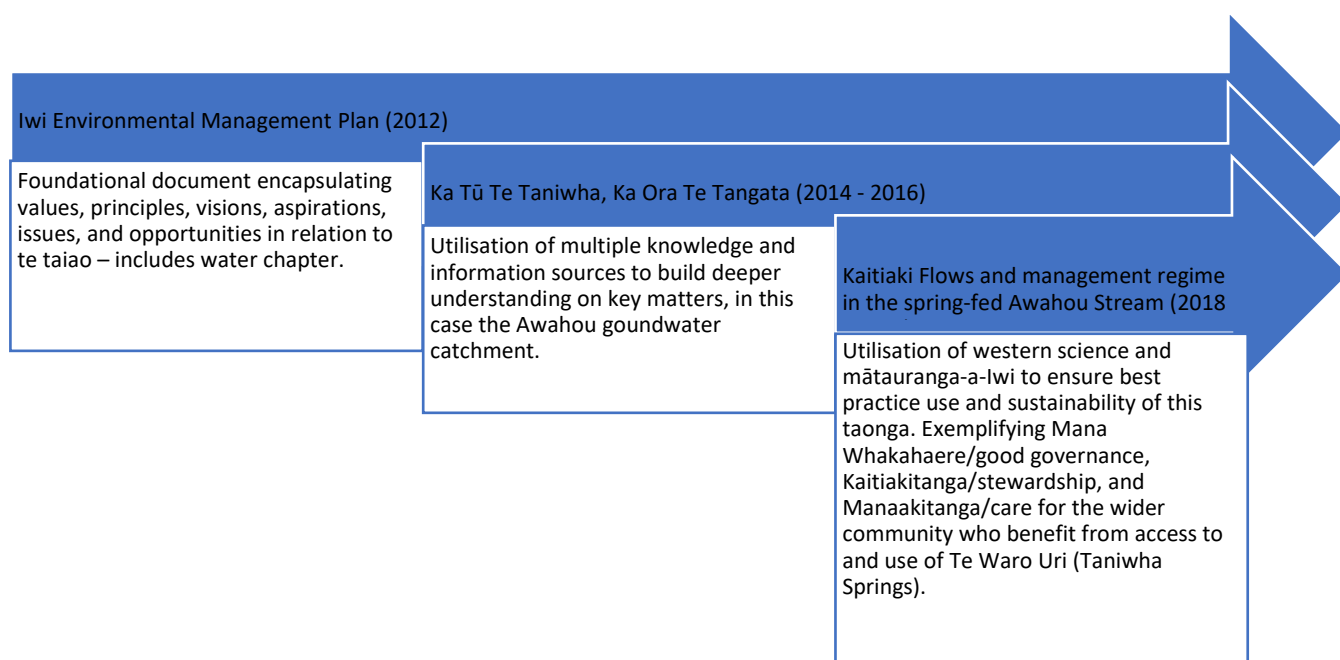 Iwi Environmental Management Plan (2012)
Foundational document encapsulating
values, principles, visions, aspirations,
issues, and opportunities in relation to
te taiao – includes water chapter.
Ka Tū Te Taniwha, Ka Ora Te Tangata (2014 - 2016)
Utilisation of multiple knowledge and
information sources to build deeper
understanding on key matters, in this
case the Awahou goundwater
catchment.
Kaitiaki Flows and management regime
in the spring-fed Awahou Stream (2018
Utilisation of western science and
mātauranga-a-Iwi to ensure best
practice use and sustainability of this
taonga. Exemplifying Mana
Whakahaere/good governance,
Kaitiakitanga/stewardship, and
Manaakitanga/care for the wider
community who benefit from access to
and use of Te Waro Uri (Taniwha
Springs).